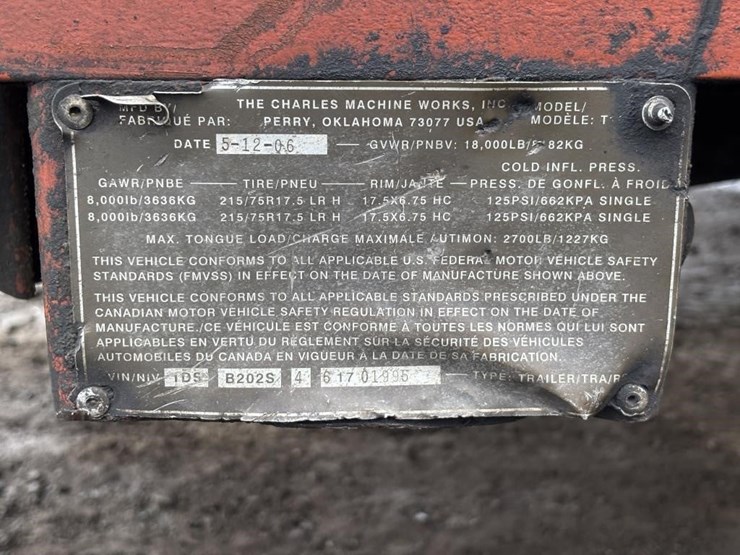 MFD BY/ THE CHARLES MACHINE WORKS, INC MODEL/
FABRIQUÉ PAR: PERRY, OKLAHOMA 73077 USA MODÈLE: T
DATE 5-12-06 GVWR/PNBV: 18,000LB/ 82KG
COLD INFL. PRESS.
GAWR/PNBE TIRE/PNEU RIM/JANTE PRESS. DE GONFL. À FROID
8,000lb/3636KG 215/75R17.5 LR H 17.5X6.75 HC 125PSI/662KPA SINGLE
8,000lb/3636KG 215/75R17.5 LR H 17.5X6.75 HC 125PSI/662KPA SINGLE
MAX. TONGUE LOAD/CHARGE MAXIMALE AUTIMON: 2700LB/1227KG
THIS VEHICLE CONFORMS TO ALL APPLICABLE U.S. FEDERAL MOTOR VEHICLE SAFETY
STANDARDS (FMVSS) IN EFFECT ON THE DATE OF MANUFACTURE SHOWN ABOVE.
THIS VEHICLE CONFORMS TO ALL APPLICABLE STANDARDS PRESCRIBED UNDER THE
CANADIAN MOTOR VEHICLE SAFETY REGULATION IN EFFECT ON THE DATE OF
MANUFACTURE./CE VÉHICULE EST CONFORME À TOUTES LES NORMES QUI LUI SONT
APPLICABLES EN VERTU DU RÈGLEMENT SUR LA SÉCURITÉ DES VÉHICULES
AUTOMOBILES DU CANADA EN VIGUEUR À LA DATE DE SA FABRICATION.
VIN/NIV 1DS B202S 4 6 17 01996 TYPE: TRAILER/TRA/R